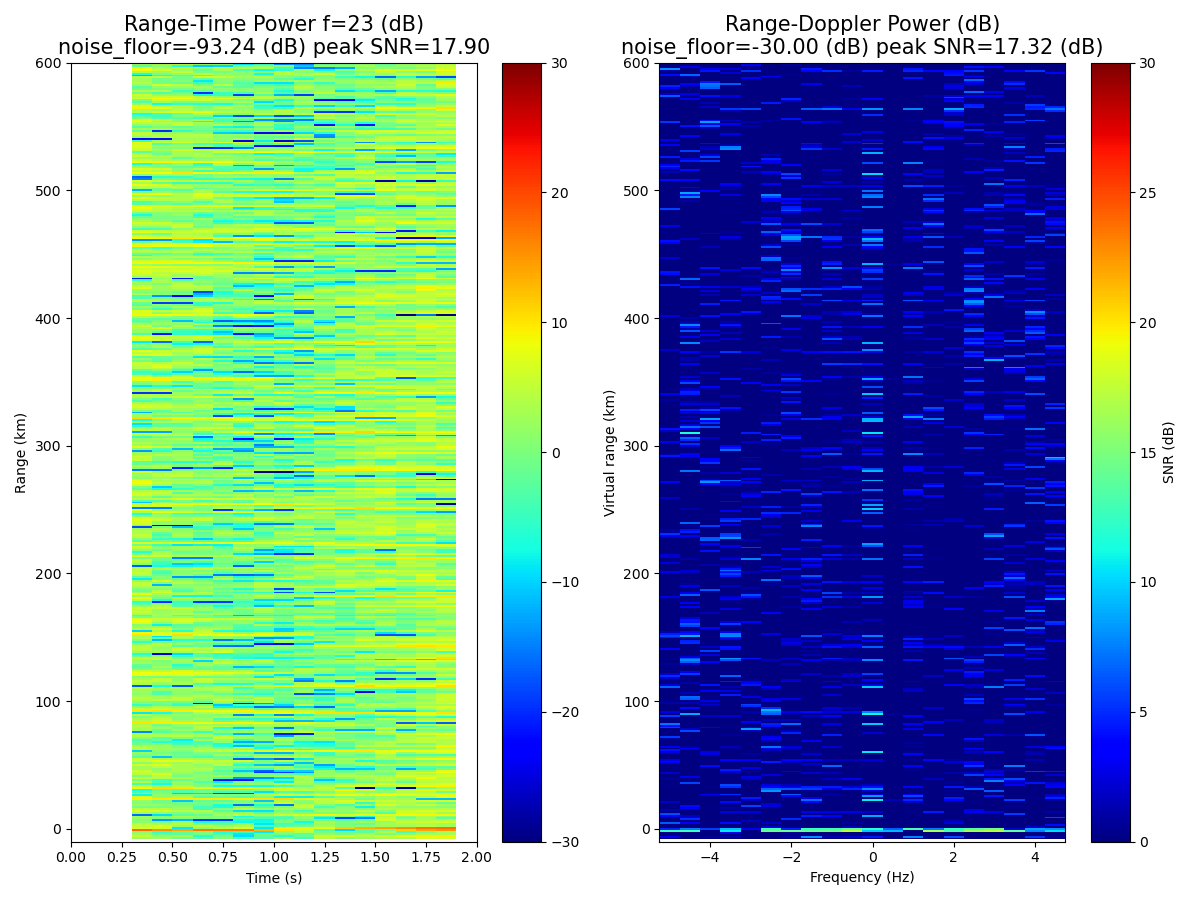 Range-Time Power f=23 (dB)
noise_floor=-93.24 (dB) peak SNR=17.90
Range-Doppler Power (dB)
noise_floor=-30.00 (dB) peak SNR=17.32 (dB)
Range (km)
600
500
400
300
200
100
0
0.00 0.25 0.50 0.75 1.00 1.25 1.50 1.75 2.00
Time (s)
30
20
10
0
−10
−20
−30
Virtual range (km)
600
500
400
300
200
100
0
−4 −2 0 2 4
Frequency (Hz)
30
25
20
15
10
5
0
SNR (dB)